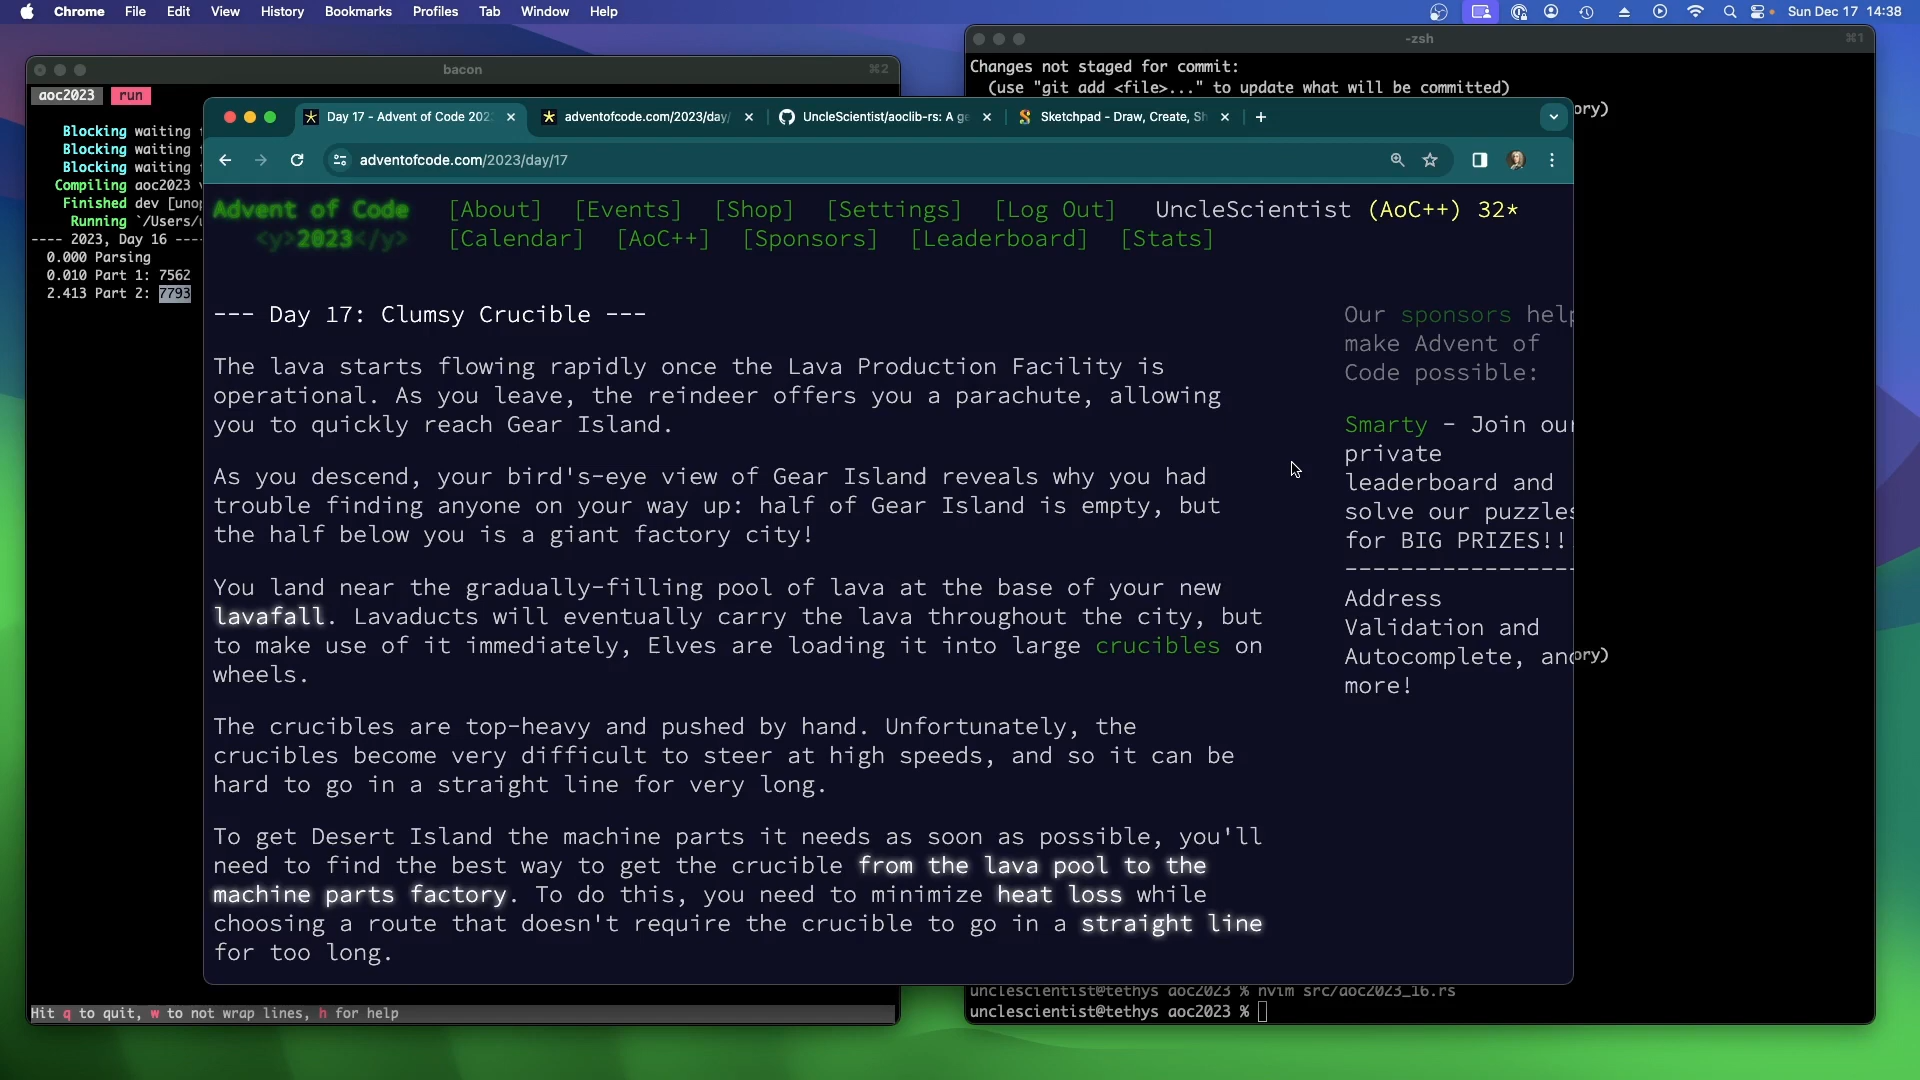 Chrome File Edit View History Bookmarks Profiles Tab Window Help
Sun Dec 17 14:38
bacon ⌘2
aoc2023 run
Blocking waiting
Blocking waiting
Blocking waiting
Compiling aoc2023
Finished dev [unop
Running `/Users/u
---- 2023, Day 16 ----
0.000 Parsing
0.010 Part 1: 7562
2.413 Part 2: 7793
Hit q to quit, w to not wrap lines, h for help
-zsh ⌘1
Changes not staged for commit:
(use "git add <file>..." to update what will be committed)
ory)
ory)
unclescientist@tethys aoc2023 % nvim src/aoc2023_16.rs
unclescientist@tethys aoc2023 %
Day 17 - Advent of Code 202
adventofcode.com/2023/day/
UncleScientist/aoclib-rs: A ge
Sketchpad - Draw, Create, Sh
adventofcode.com/2023/day/17
Advent of Code [About] [Events] [Shop] [Settings] [Log Out] UncleScientist (AoC++) 32*
<y>2023</y> [Calendar] [AoC++] [Sponsors] [Leaderboard] [Stats]
--- Day 17: Clumsy Crucible ---
The lava starts flowing rapidly once the Lava Production Facility is
operational. As you leave, the reindeer offers you a parachute, allowing
you to quickly reach Gear Island.
As you descend, your bird's-eye view of Gear Island reveals why you had
trouble finding anyone on your way up: half of Gear Island is empty, but
the half below you is a giant factory city!
You land near the gradually-filling pool of lava at the base of your new
lavafall. Lavaducts will eventually carry the lava throughout the city, but
to make use of it immediately, Elves are loading it into large crucibles on
wheels.
The crucibles are top-heavy and pushed by hand. Unfortunately, the
crucibles become very difficult to steer at high speeds, and so it can be
hard to go in a straight line for very long.
To get Desert Island the machine parts it needs as soon as possible, you'll
need to find the best way to get the crucible from the lava pool to the
machine parts factory. To do this, you need to minimize heat loss while
choosing a route that doesn't require the crucible to go in a straight line
for too long.
Our sponsors help
make Advent of
Code possible:
Smarty - Join our
private
leaderboard and
solve our puzzles
for BIG PRIZES!!
-----------------
Address
Validation and
Autocomplete, and
more!